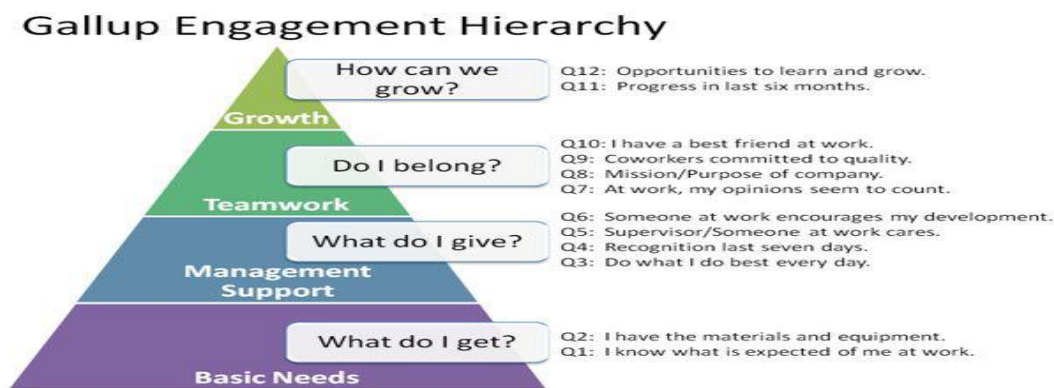 Gallup Engagement Hierarchy
How can we
grow?
Growth
Q12: Opportunities to learn and grow.
Q11: Progress in last six months.
Do I belong?
Teamwork
Q10: I have a best friend at work.
Q9: Coworkers committed to quality.
Q8: Mission/Purpose of company.
Q7: At work, my opinions seem to count.
What do I give?
Management
Support
Q6: Someone at work encourages my development.
Q5: Supervisor/Someone at work cares.
Q4: Recognition last seven days.
Q3: Do what I do best every day.
What do I get?
Basic Needs
Q2: I have the materials and equipment.
Q1: I know what is expected of me at work.